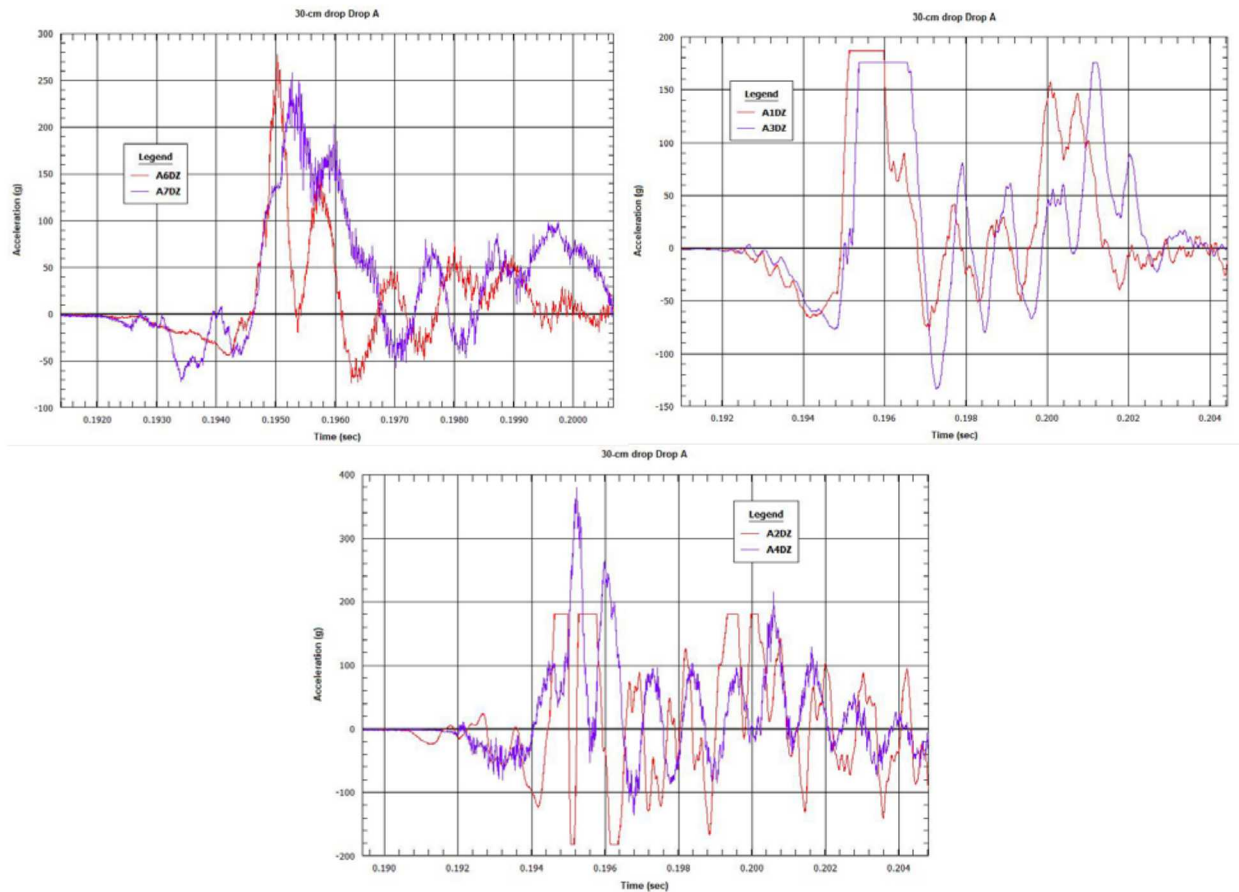 30-cm drop Drop A
300
250
200
150
100
50
0
-50
-100
Acceleration (g)
Legend
A6DZ
A7DZ
0.1920 0.1930 0.1940 0.1950 0.1960 0.1970 0.1980 0.1990 0.2000
Time (sec)
30-cm drop Drop A
200
150
100
50
0
-50
-100
-150
Acceleration (g)
Legend
A1DZ
A3DZ
0.192 0.194 0.196 0.198 0.200 0.202 0.204
Time (sec)
30-cm drop Drop A
400
300
200
100
0
-100
-200
Acceleration (g)
Legend
A2DZ
A4DZ
0.190 0.192 0.194 0.196 0.198 0.200 0.202 0.204
Time (sec)